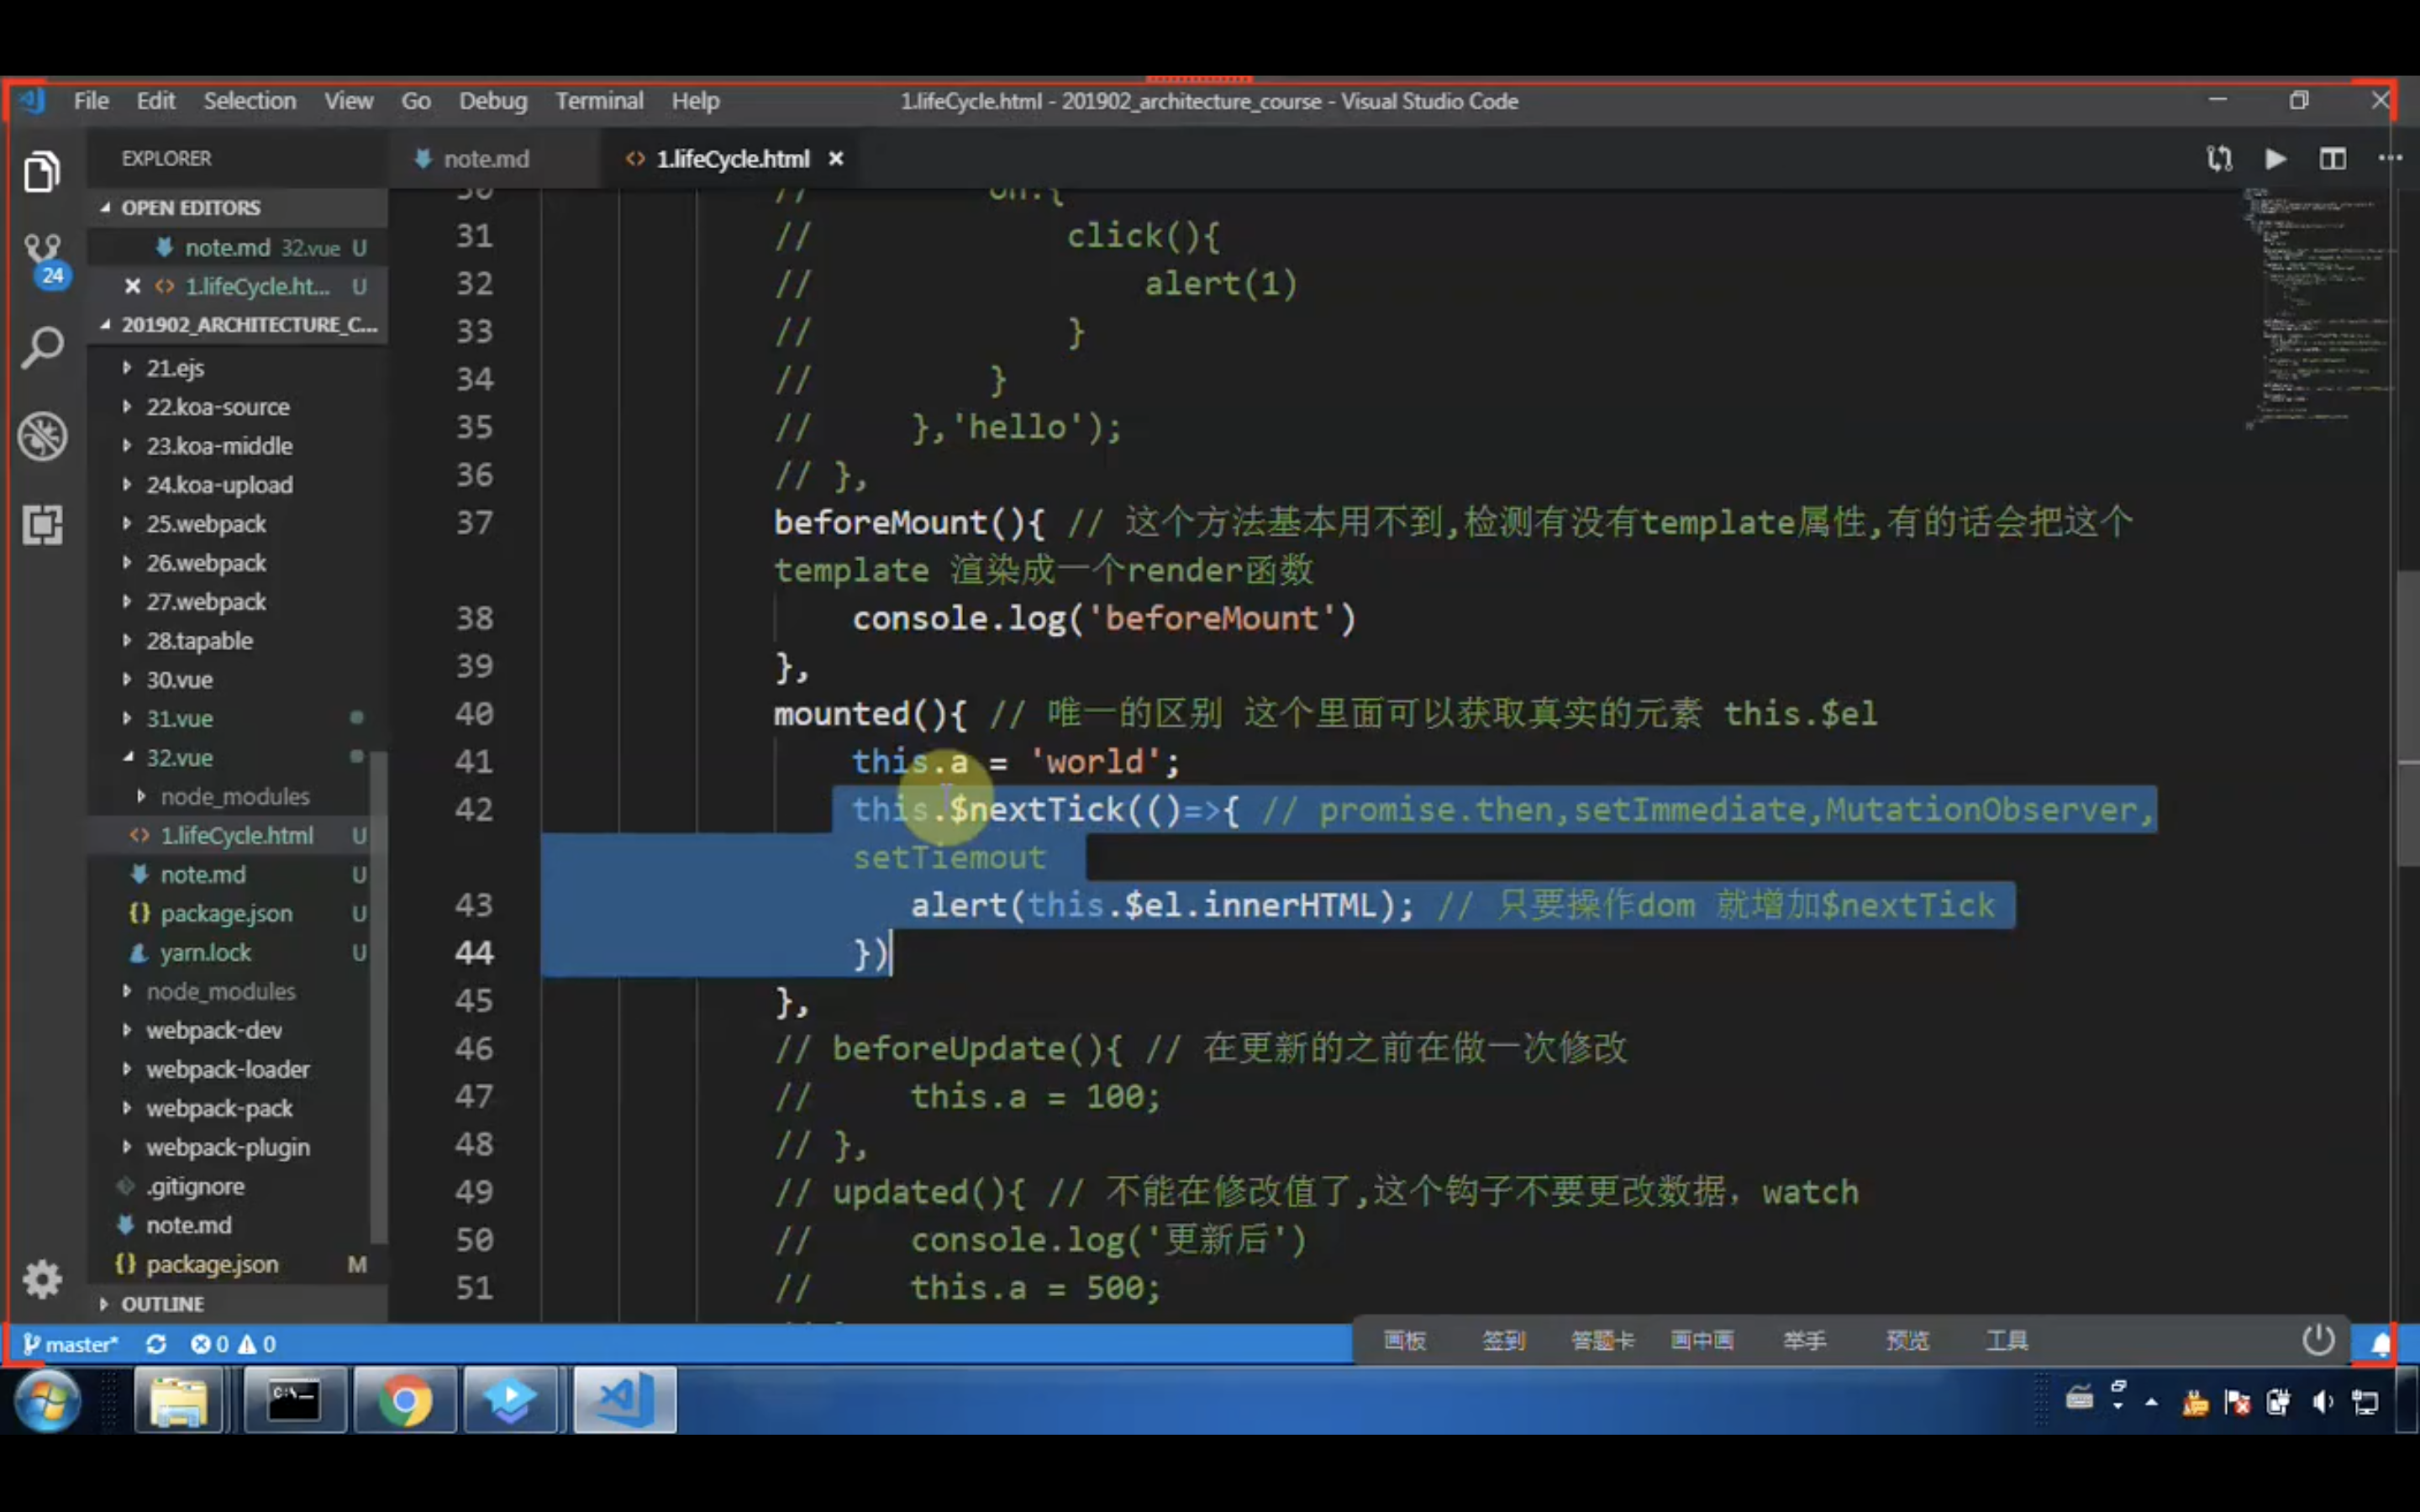 File Edit Selection View Go Debug Terminal Help 1.lifeCycle.html - 201902_architecture_course - Visual Studio Code
EXPLORER
note.md
1.lifeCycle.html
OPEN EDITORS
note.md 32.vue U
1.lifeCycle.ht... U
24
201902_ARCHITECTURE_C...
21.ejs
22.koa-source
23.koa-middle
24.koa-upload
25.webpack
26.webpack
27.webpack
28.tapable
30.vue
31.vue
32.vue
node_modules
1.lifeCycle.html U
note.md U
package.json U
yarn.lock U
node_modules
webpack-dev
webpack-loader
webpack-pack
webpack-plugin
.gitignore
note.md
package.json M
OUTLINE
30 // on:{
31 // click(){
32 // alert(1)
33 // }
34 // }
35 // },'hello');
36 // },
37 beforeMount(){ // 这个方法基本用不到,检测有没有template属性,有的话会把这个
template 渲染成一个render函数
38 console.log('beforeMount')
39 },
40 mounted(){ // 唯一的区别 这个里面可以获取真实的元素 this.$el
41 this.a = 'world';
42 this.$nextTick(()=>{ // promise.then,setImmediate,MutationObserver,
setTiemout
43 alert(this.$el.innerHTML); // 只要操作dom 就增加$nextTick
44 })
45 },
46 // beforeUpdate(){ // 在更新的之前在做一次修改
47 // this.a = 100;
48 // },
49 // updated(){ // 不能在修改值了,这个钩子不要更改数据，watch
50 // console.log('更新后')
51 // this.a = 500;
master* 0 0
画板 签到 答题卡 画中画 举手 预览 工具
C:\_